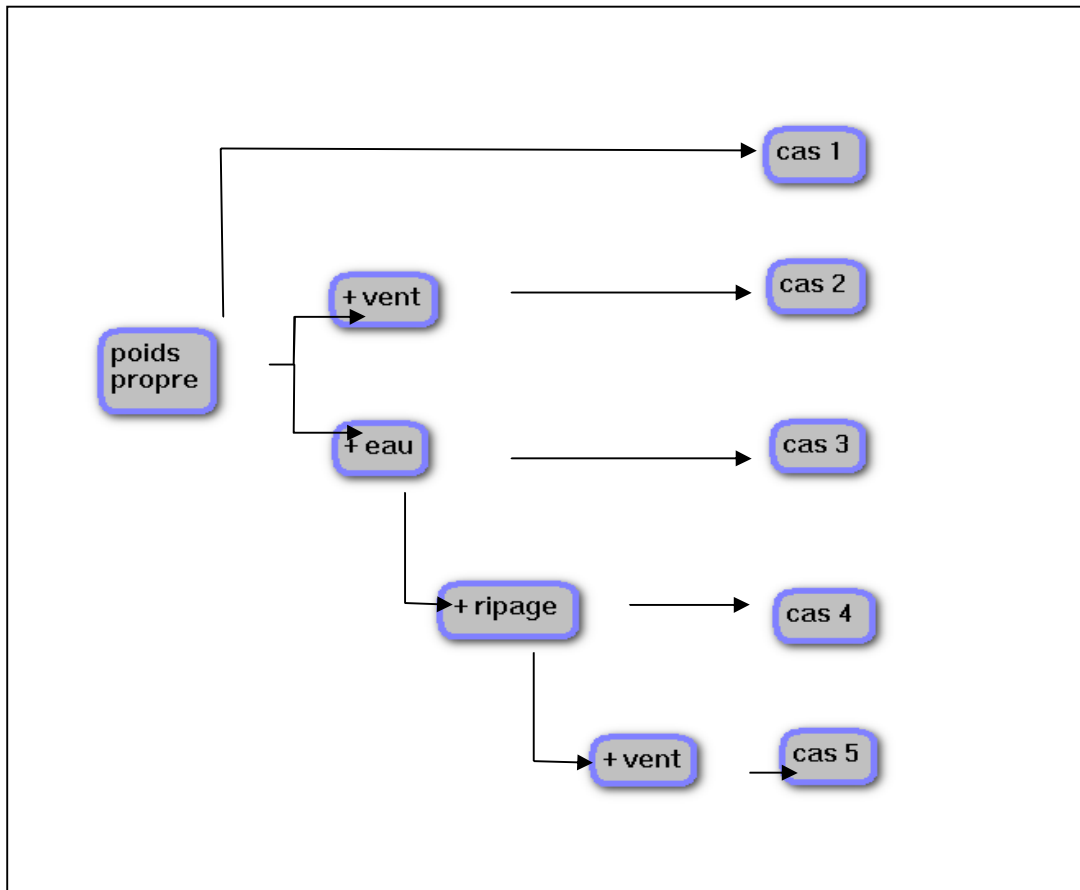 cas 1
+ vent
cas 2
poids
propre
+ eau
cas 3
+ ripage
cas 4
+ vent
cas 5